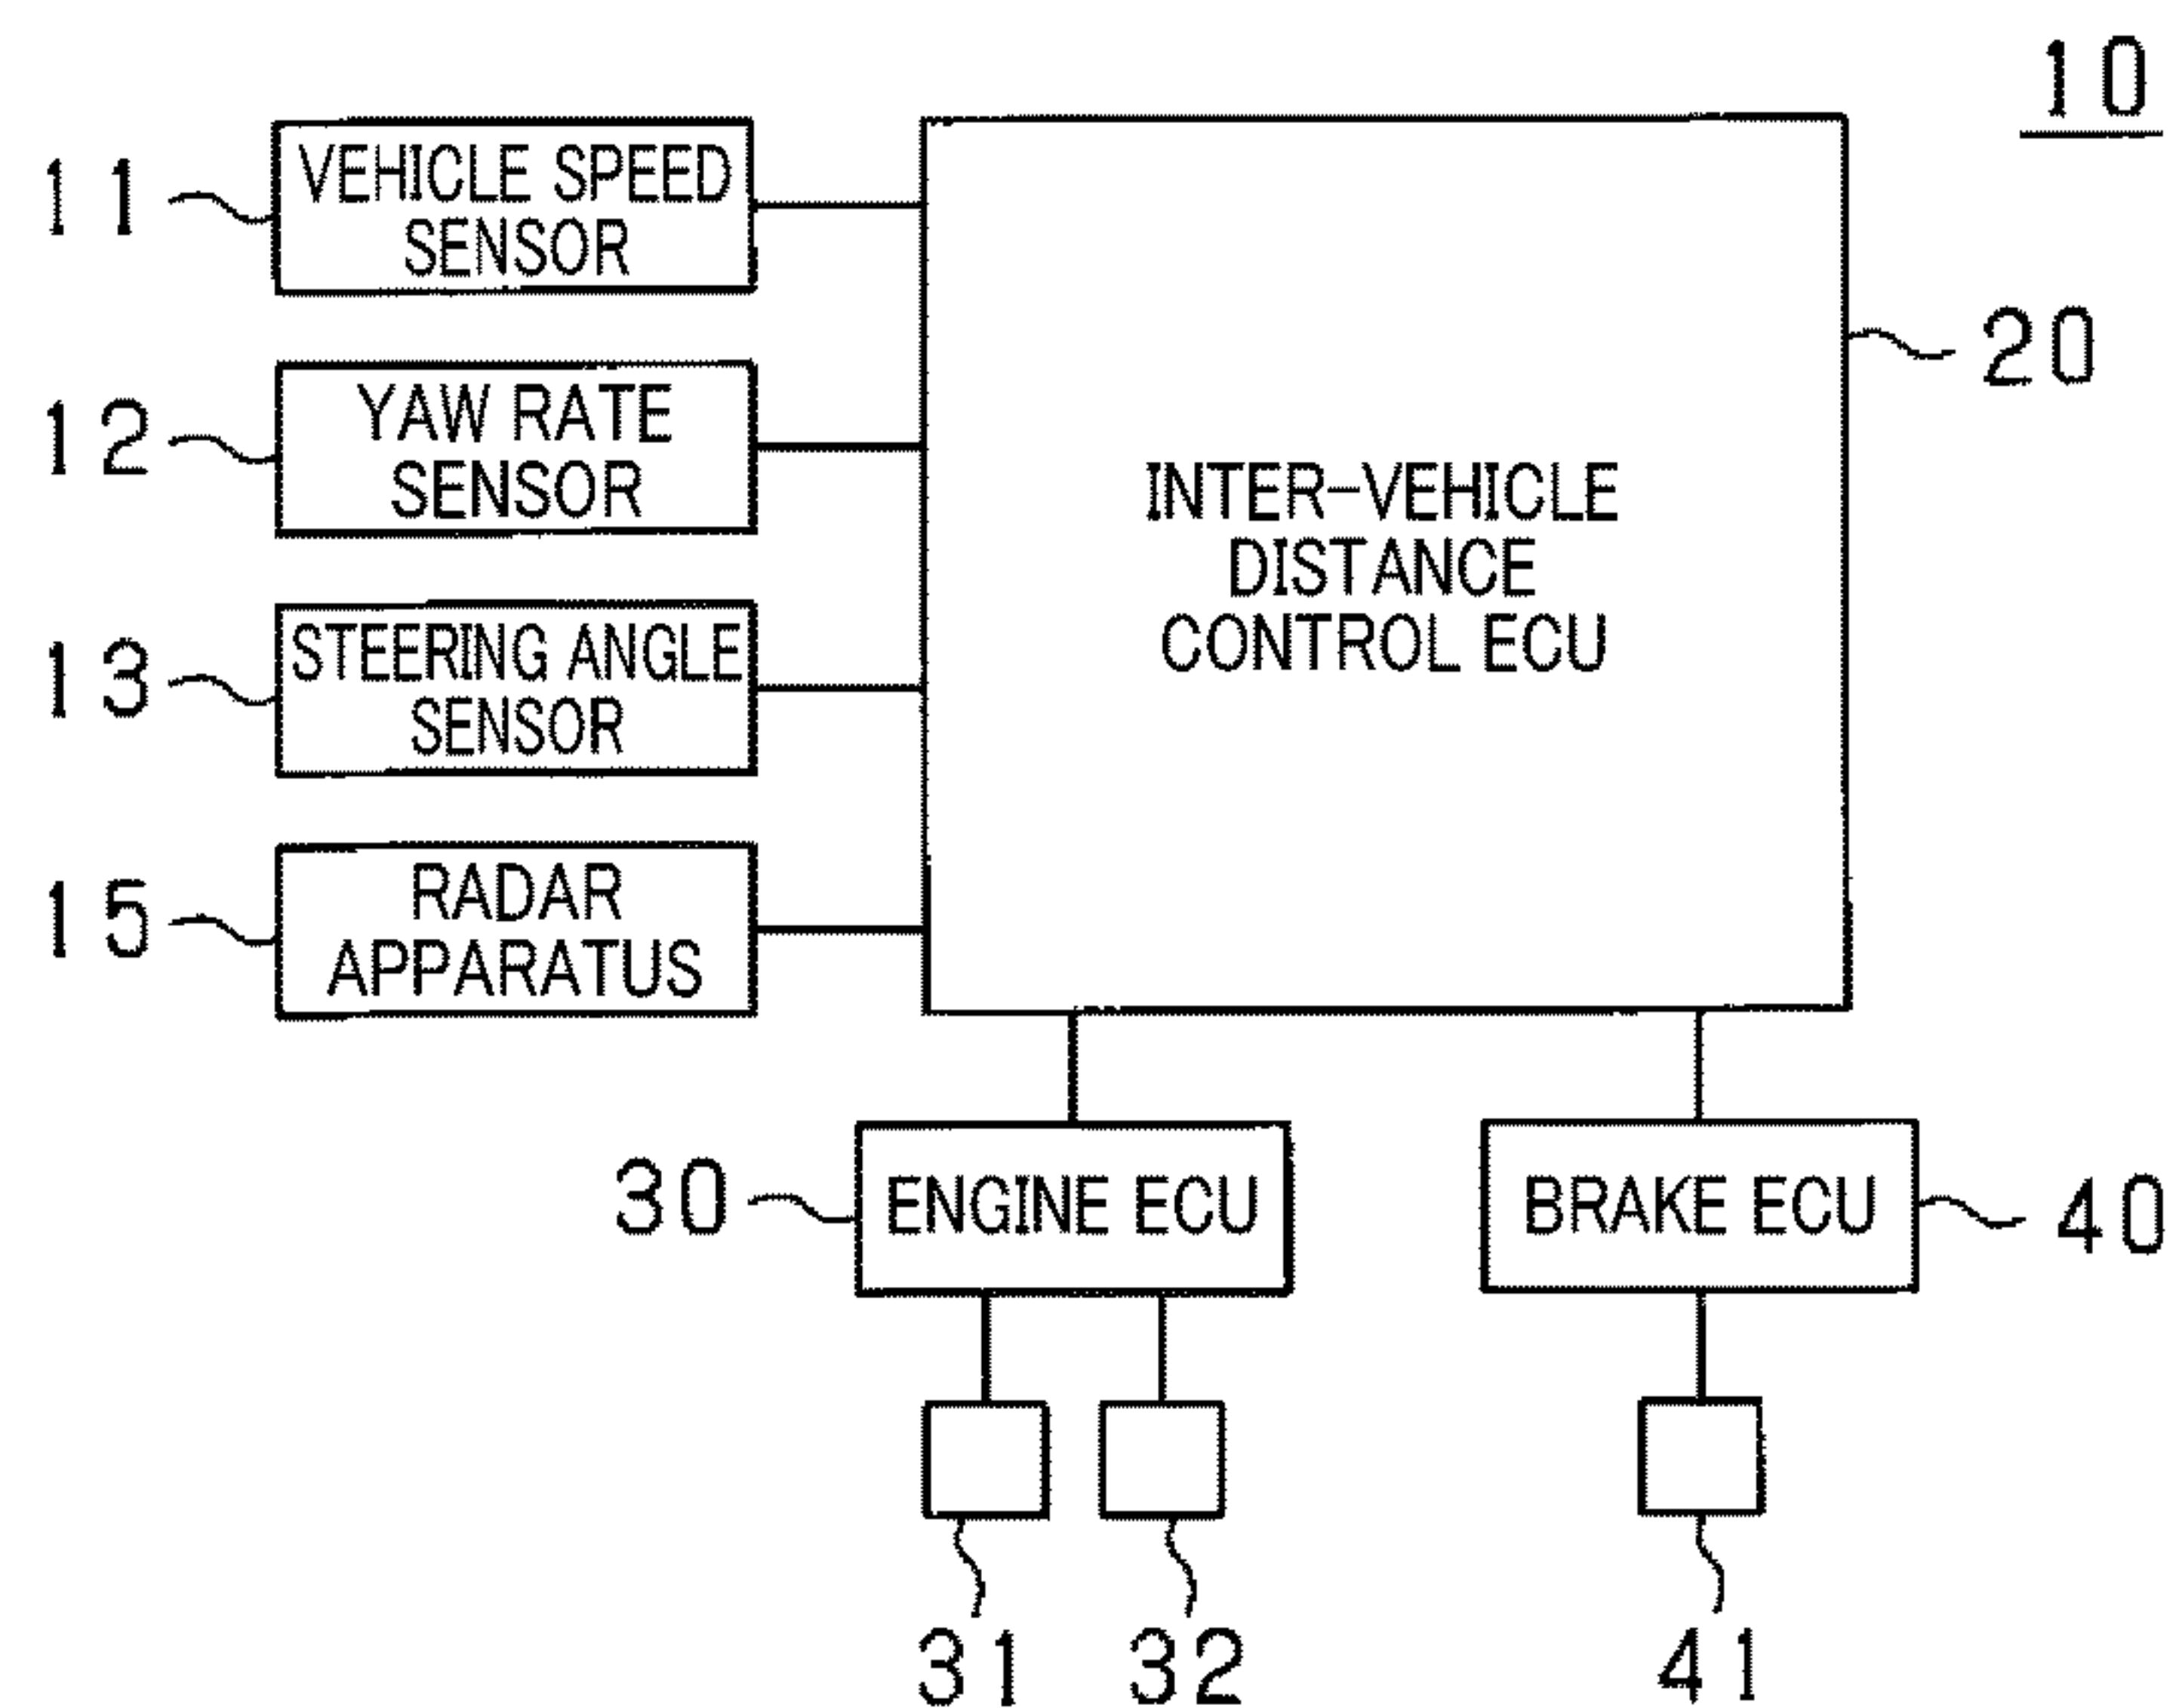 10
11
VEHICLE SPEED
SENSOR
20
12
YAW RATE
SENSOR
INTER-VEHICLE
DISTANCE
CONTROL ECU
13
STEERING ANGLE
SENSOR
15
RADAR
APPARATUS
30
ENGINE ECU
BRAKE ECU
40
31
32
41